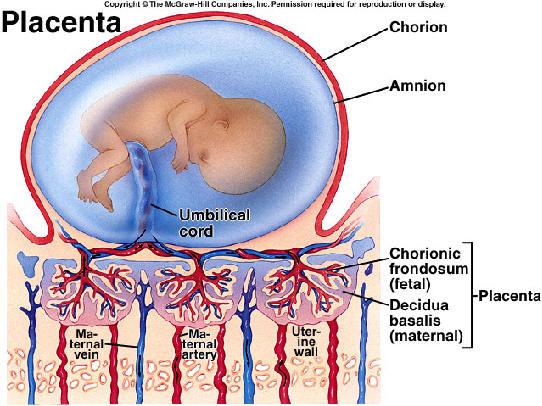 Copyright © The McGraw-Hill Companies, Inc. Permission required for reproduction or display.
Placenta
Chorion
Amnion
Umbilical
cord
Chorionic
frondosum
(fetal)
Decidua
basalis
(maternal)
Placenta
Ma-
ternal
vein
Ma-
ternal
artery
Uter-
ine
wall